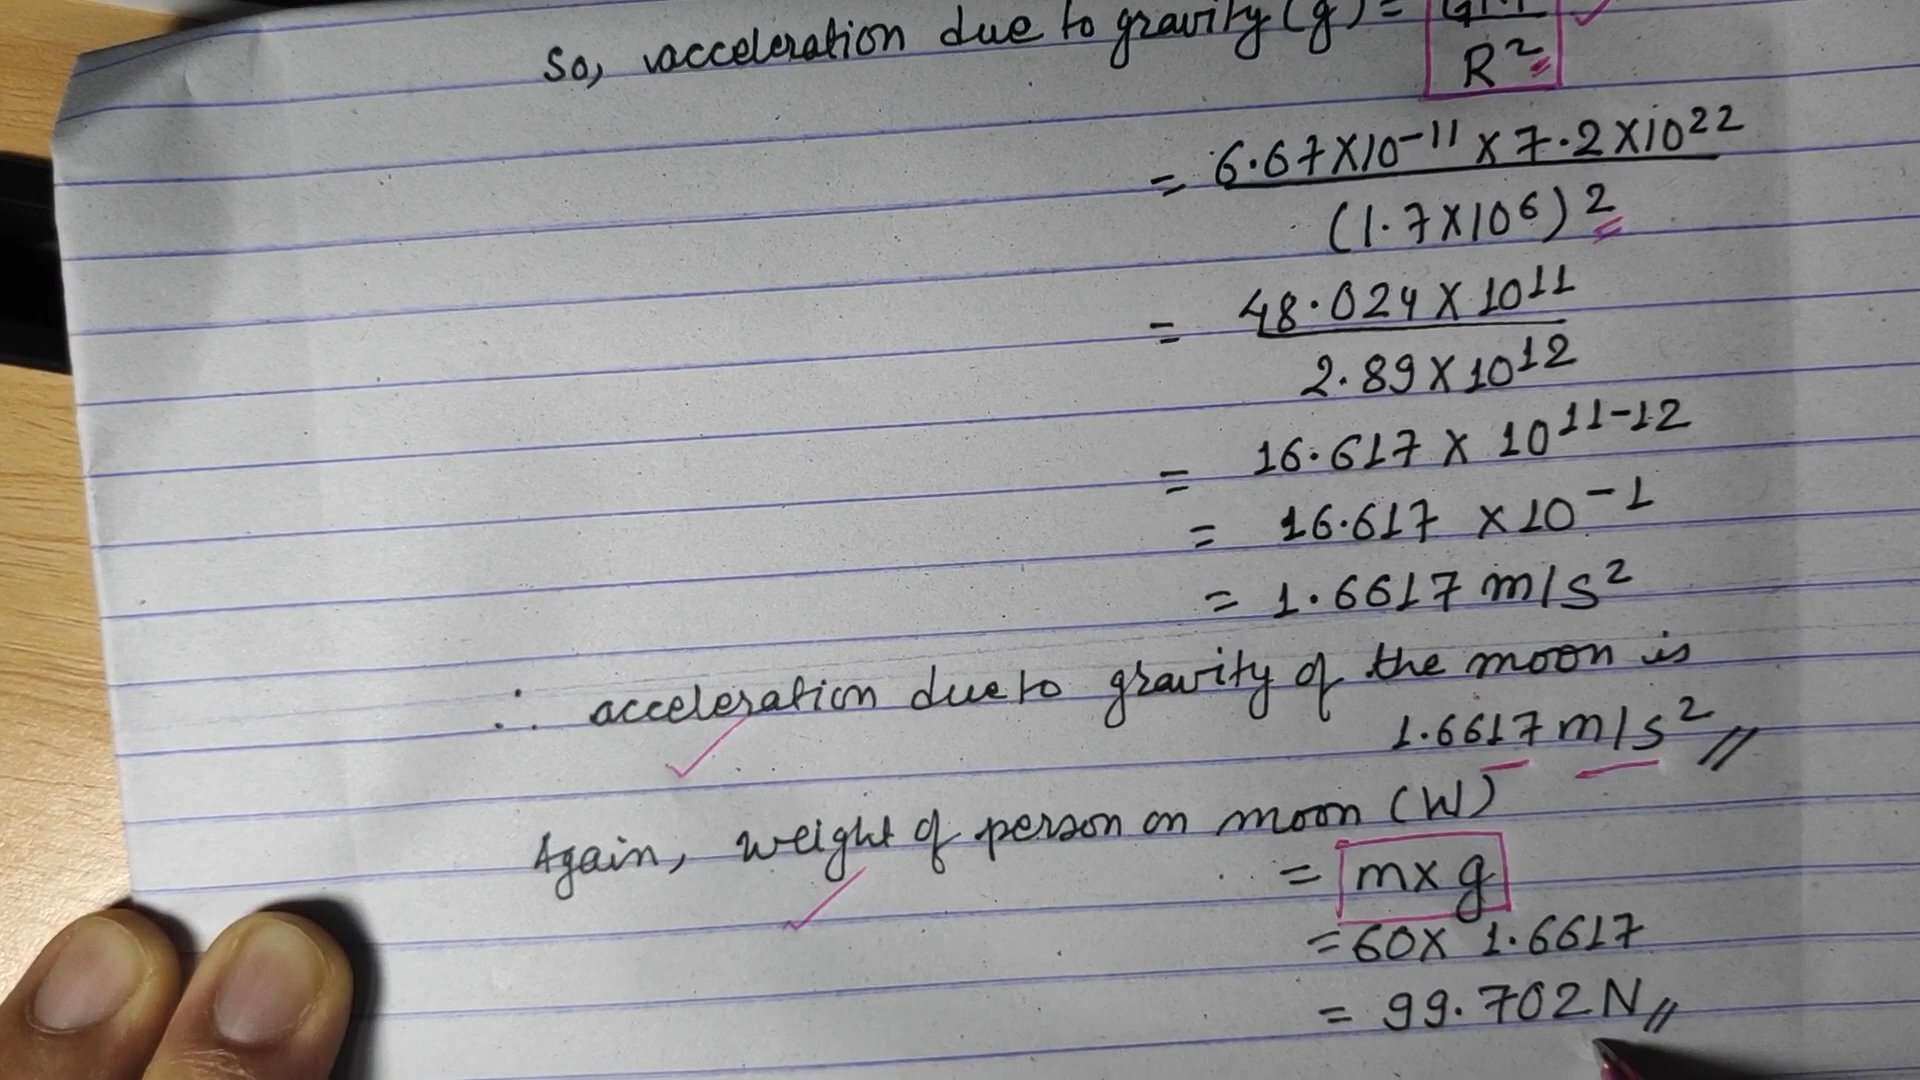 So, acceleration due to gravity (g) = GM
R²
= 6.67×10⁻¹¹ × 7.2×10²²
(1.7×10⁶)²
= 48.024 × 10¹¹
2.89×10¹²
= 16.617 × 10¹¹⁻¹²
= 16.617 × 10⁻¹
= 1.6617 m/s²
∴ acceleration due to gravity of the moon is
1.6617 m/s² //
Again, weight of person on moon (W)
= m×g
= 60× 1.6617
= 99.702 N //